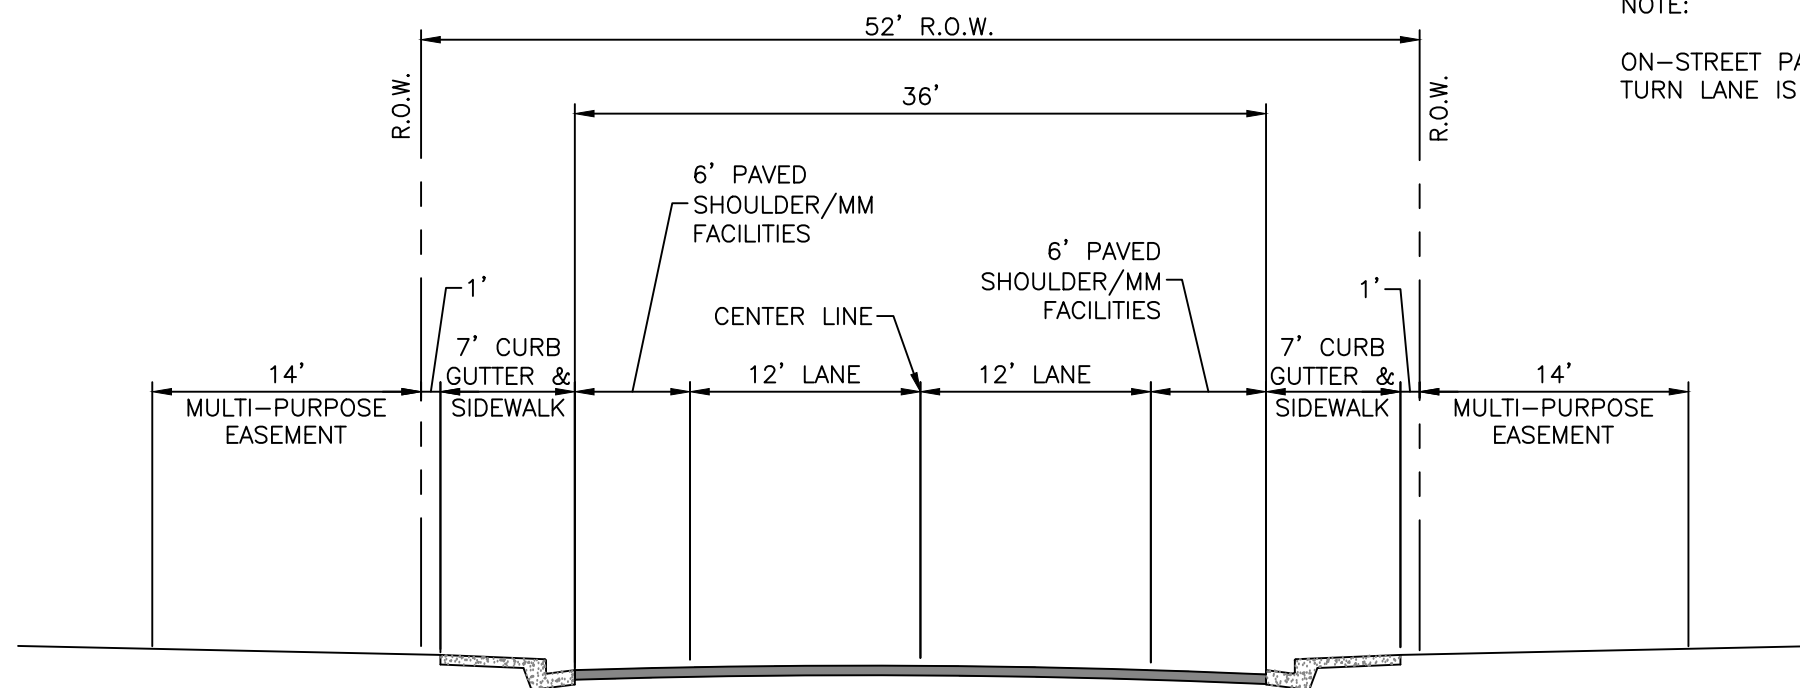 NOTE:
52' R.O.W.
ON-STREET
TURN LANE IS
R.O.W.
R.O.W.
36'
6' PAVED
SHOULDER/MM
FACILITIES
6' PAVED
SHOULDER/MM
FACILITIES
1'
1'
CENTER LINE
7' CURB
GUTTER &
SIDEWALK
7' CURB
GUTTER &
SIDEWALK
14'
MULTI-PURPOSE
EASEMENT
12' LANE
12' LANE
14'
MULTI-PURPOSE
EASEMENT